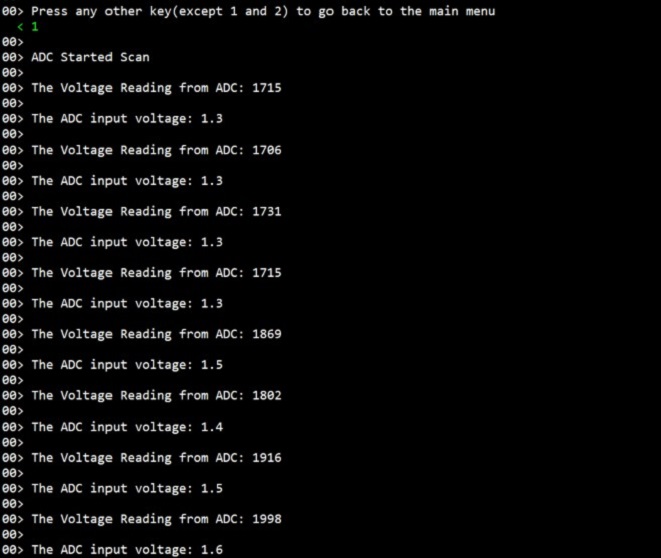 00> Press any other key(except 1 and 2) to go back to the main menu
< 1
00>
00> ADC Started Scan
00>
00> The Voltage Reading from ADC: 1715
00>
00> The ADC input voltage: 1.3
00>
00> The Voltage Reading from ADC: 1706
00>
00> The ADC input voltage: 1.3
00>
00> The Voltage Reading from ADC: 1731
00>
00> The ADC input voltage: 1.3
00>
00> The Voltage Reading from ADC: 1715
00>
00> The ADC input voltage: 1.3
00>
00> The Voltage Reading from ADC: 1869
00>
00> The ADC input voltage: 1.5
00>
00> The Voltage Reading from ADC: 1802
00>
00> The ADC input voltage: 1.4
00>
00> The Voltage Reading from ADC: 1916
00>
00> The ADC input voltage: 1.5
00>
00> The Voltage Reading from ADC: 1998
00>
00> The ADC input voltage: 1.6